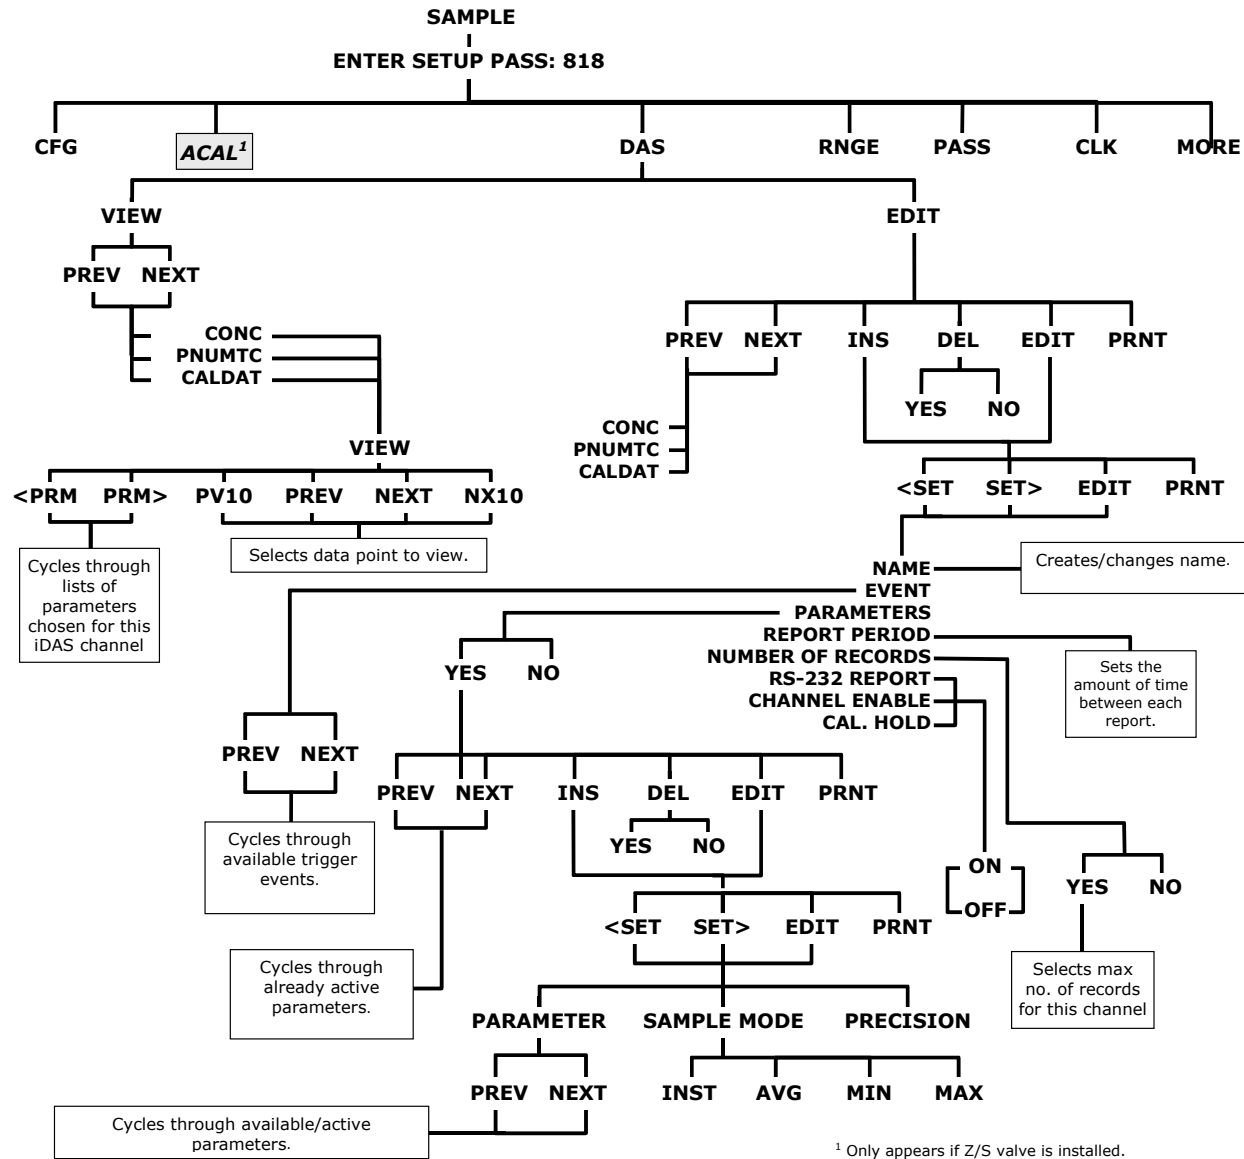 SAMPLE
ENTER SETUP PASS: 818
CFG ACAL¹ DAS RNGE PASS CLK MORE
VIEW EDIT
PREV NEXT
CONC
PNUMTC
CALDAT
PREV NEXT INS DEL EDIT PRNT
YES NO
CONC
PNUMTC
CALDAT
VIEW
<PRM PRM> PV10 PREV NEXT NX10
<SET SET> EDIT PRNT
Cycles through
lists of
parameters
chosen for this
iDAS channel
Selects data point to view.
NAME
EVENT
PARAMETERS
REPORT PERIOD
NUMBER OF RECORDS
RS-232 REPORT
CHANNEL ENABLE
CAL. HOLD
Creates/changes name.
Sets the
amount of time
between each
report.
YES NO
PREV NEXT
Cycles through
available trigger
events.
PREV NEXT INS DEL EDIT PRNT
YES NO
ON
OFF
YES NO
Selects max
no. of records
for this channel
<SET SET> EDIT PRNT
Cycles through
already active
parameters.
PARAMETER SAMPLE MODE PRECISION
PREV NEXT INST AVG MIN MAX
Cycles through available/active
parameters.
¹ Only appears if Z/S valve is installed.